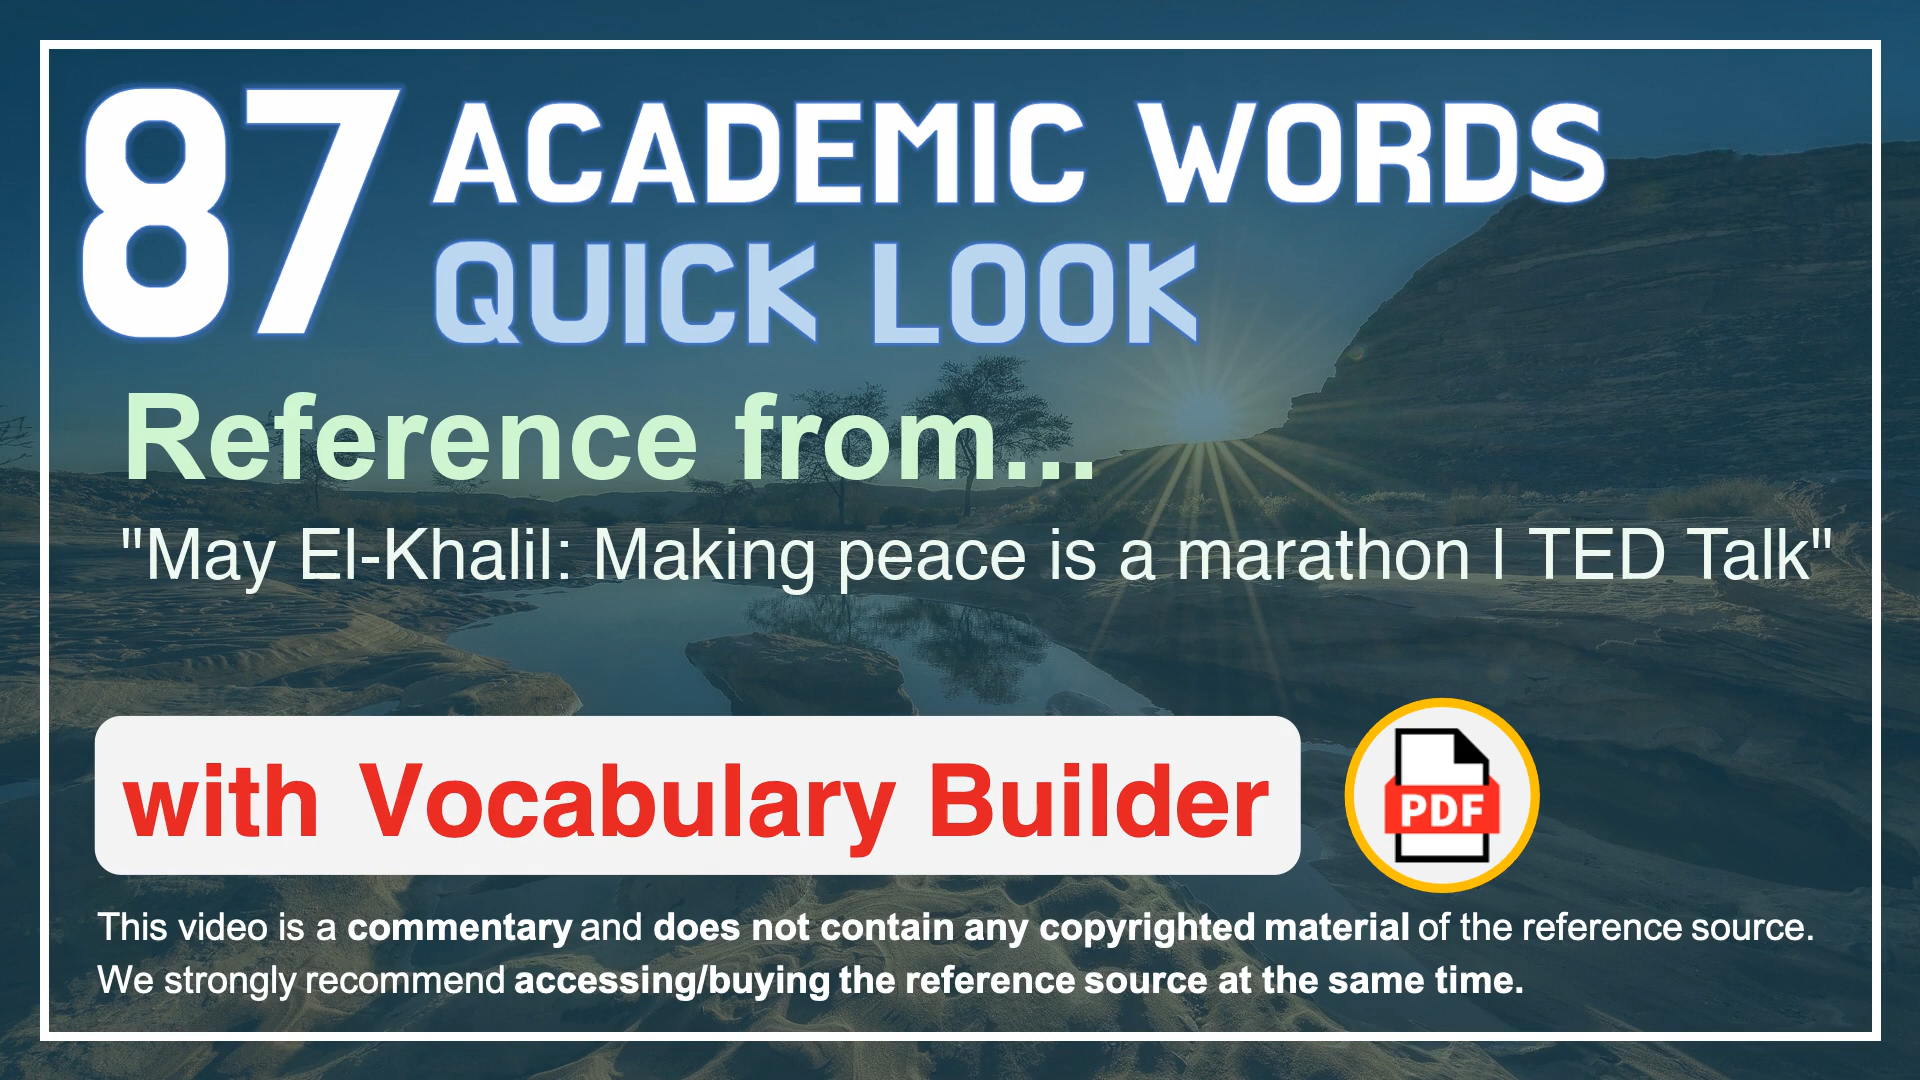 87 ACADEMIC WORDS
QUICK LOOK
Reference from...
"May El-Khalil: Making peace is a marathon | TED Talk"
with Vocabulary Builder
PDF
This video is a commentary and does not contain any copyrighted material of the reference source.
We strongly recommend accessing/buying the reference source at the same time.